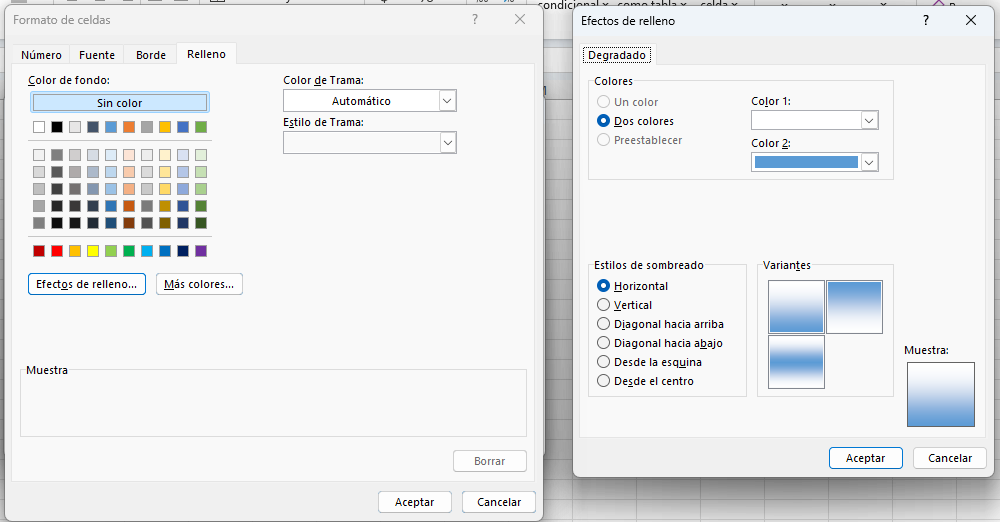 condicional
como tabla
celda
Formato de celdas
?
Número
Fuente
Borde
Relleno
Color de fondo:
Sin color
Efectos de relleno...
Más colores...
Color de Trama:
Automático
Estilo de Trama:
Muestra
Borrar
Aceptar
Cancelar
Efectos de relleno
?
Degradado
Colores
Un color
Dos colores
Preestablecer
Color 1:
Color 2:
Estilos de sombreado
Horizontal
Vertical
Diagonal hacia arriba
Diagonal hacia abajo
Desde la esquina
Desde el centro
Variantes
Muestra:
Aceptar
Cancelar